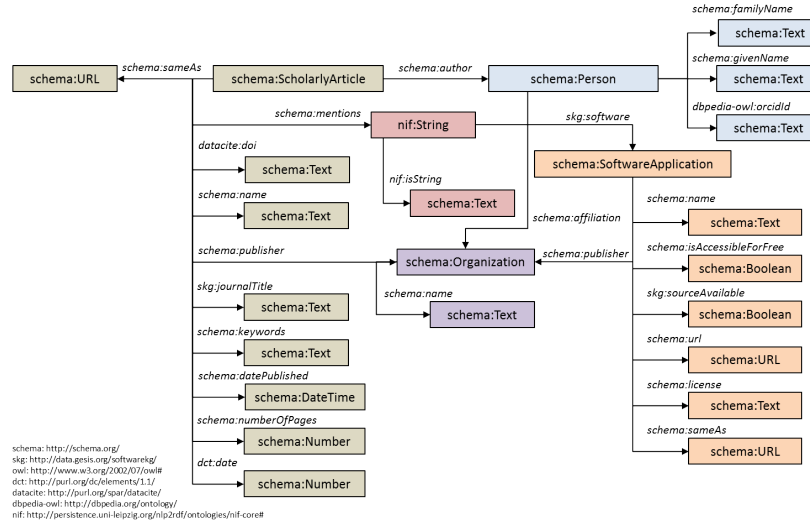 schema:familyName
schema:Text
schema:sameAs
schema:author
schema:givenName
schema:URL
schema:ScholarlyArticle
schema:Person
schema:Text
schema:mentions
dbpedia-owl:orcidId
nif:String
skg:software
schema:Text
datacite:doi
schema:Text
schema:SoftwareApplication
nif:isString
schema:name
schema:Text
schema:Text
schema:name
schema:Text
schema:affiliation
schema:publisher
schema:Organization
schema:publisher
schema:isAccessibleForFree
schema:Boolean
skg:journalTitle
schema:Text
schema:name
schema:Text
skg:sourceAvailable
schema:Boolean
schema:keywords
schema:Text
schema:url
schema:URL
schema:datePublished
schema:DateTime
schema:license
schema:Text
schema:numberOfPages
schema:Number
schema:sameAs
schema:URL
dct:date
schema:Number
schema: http://schema.org/
skg: http://data.gesis.org/softwarekg/
owl: http://www.w3.org/2002/07/owl#
dct: http://purl.org/dc/elements/1.1/
datacite: http://purl.org/spar/datacite/
dbpedia-owl: http://dbpedia.org/ontology/
nif: http://persistence.uni-leipzig.org/nlp2rdf/ontologies/nif-core#